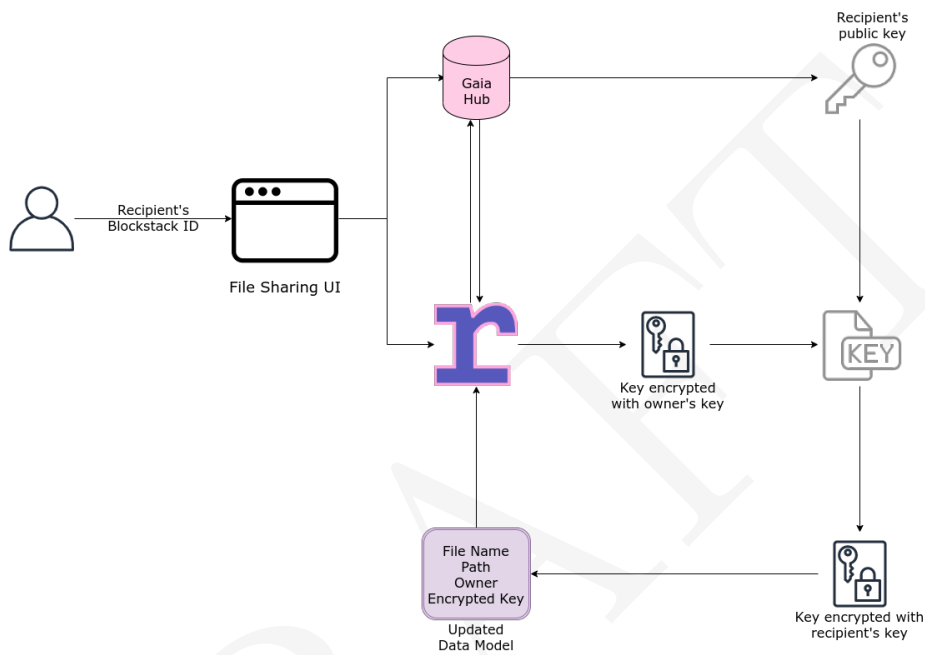 Recipient's
public key
Gaia
Hub
Recipient's
Blockstack ID
File Sharing UI
r
KEY
Key encrypted
with owner's key
File Name
Path
Owner
Encrypted Key
Updated
Data Model
Key encrypted with
recipient's key
DRAFT